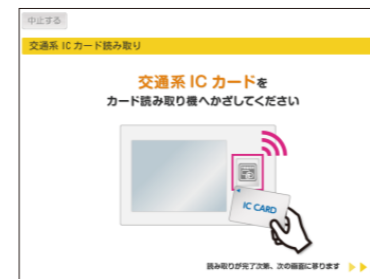 中止する
交通系 IC カード読み取り
交通系 IC カードを
カード読み取り機へかざしてください
IC CARD
読み取りが完了次第、次の画面に移ります